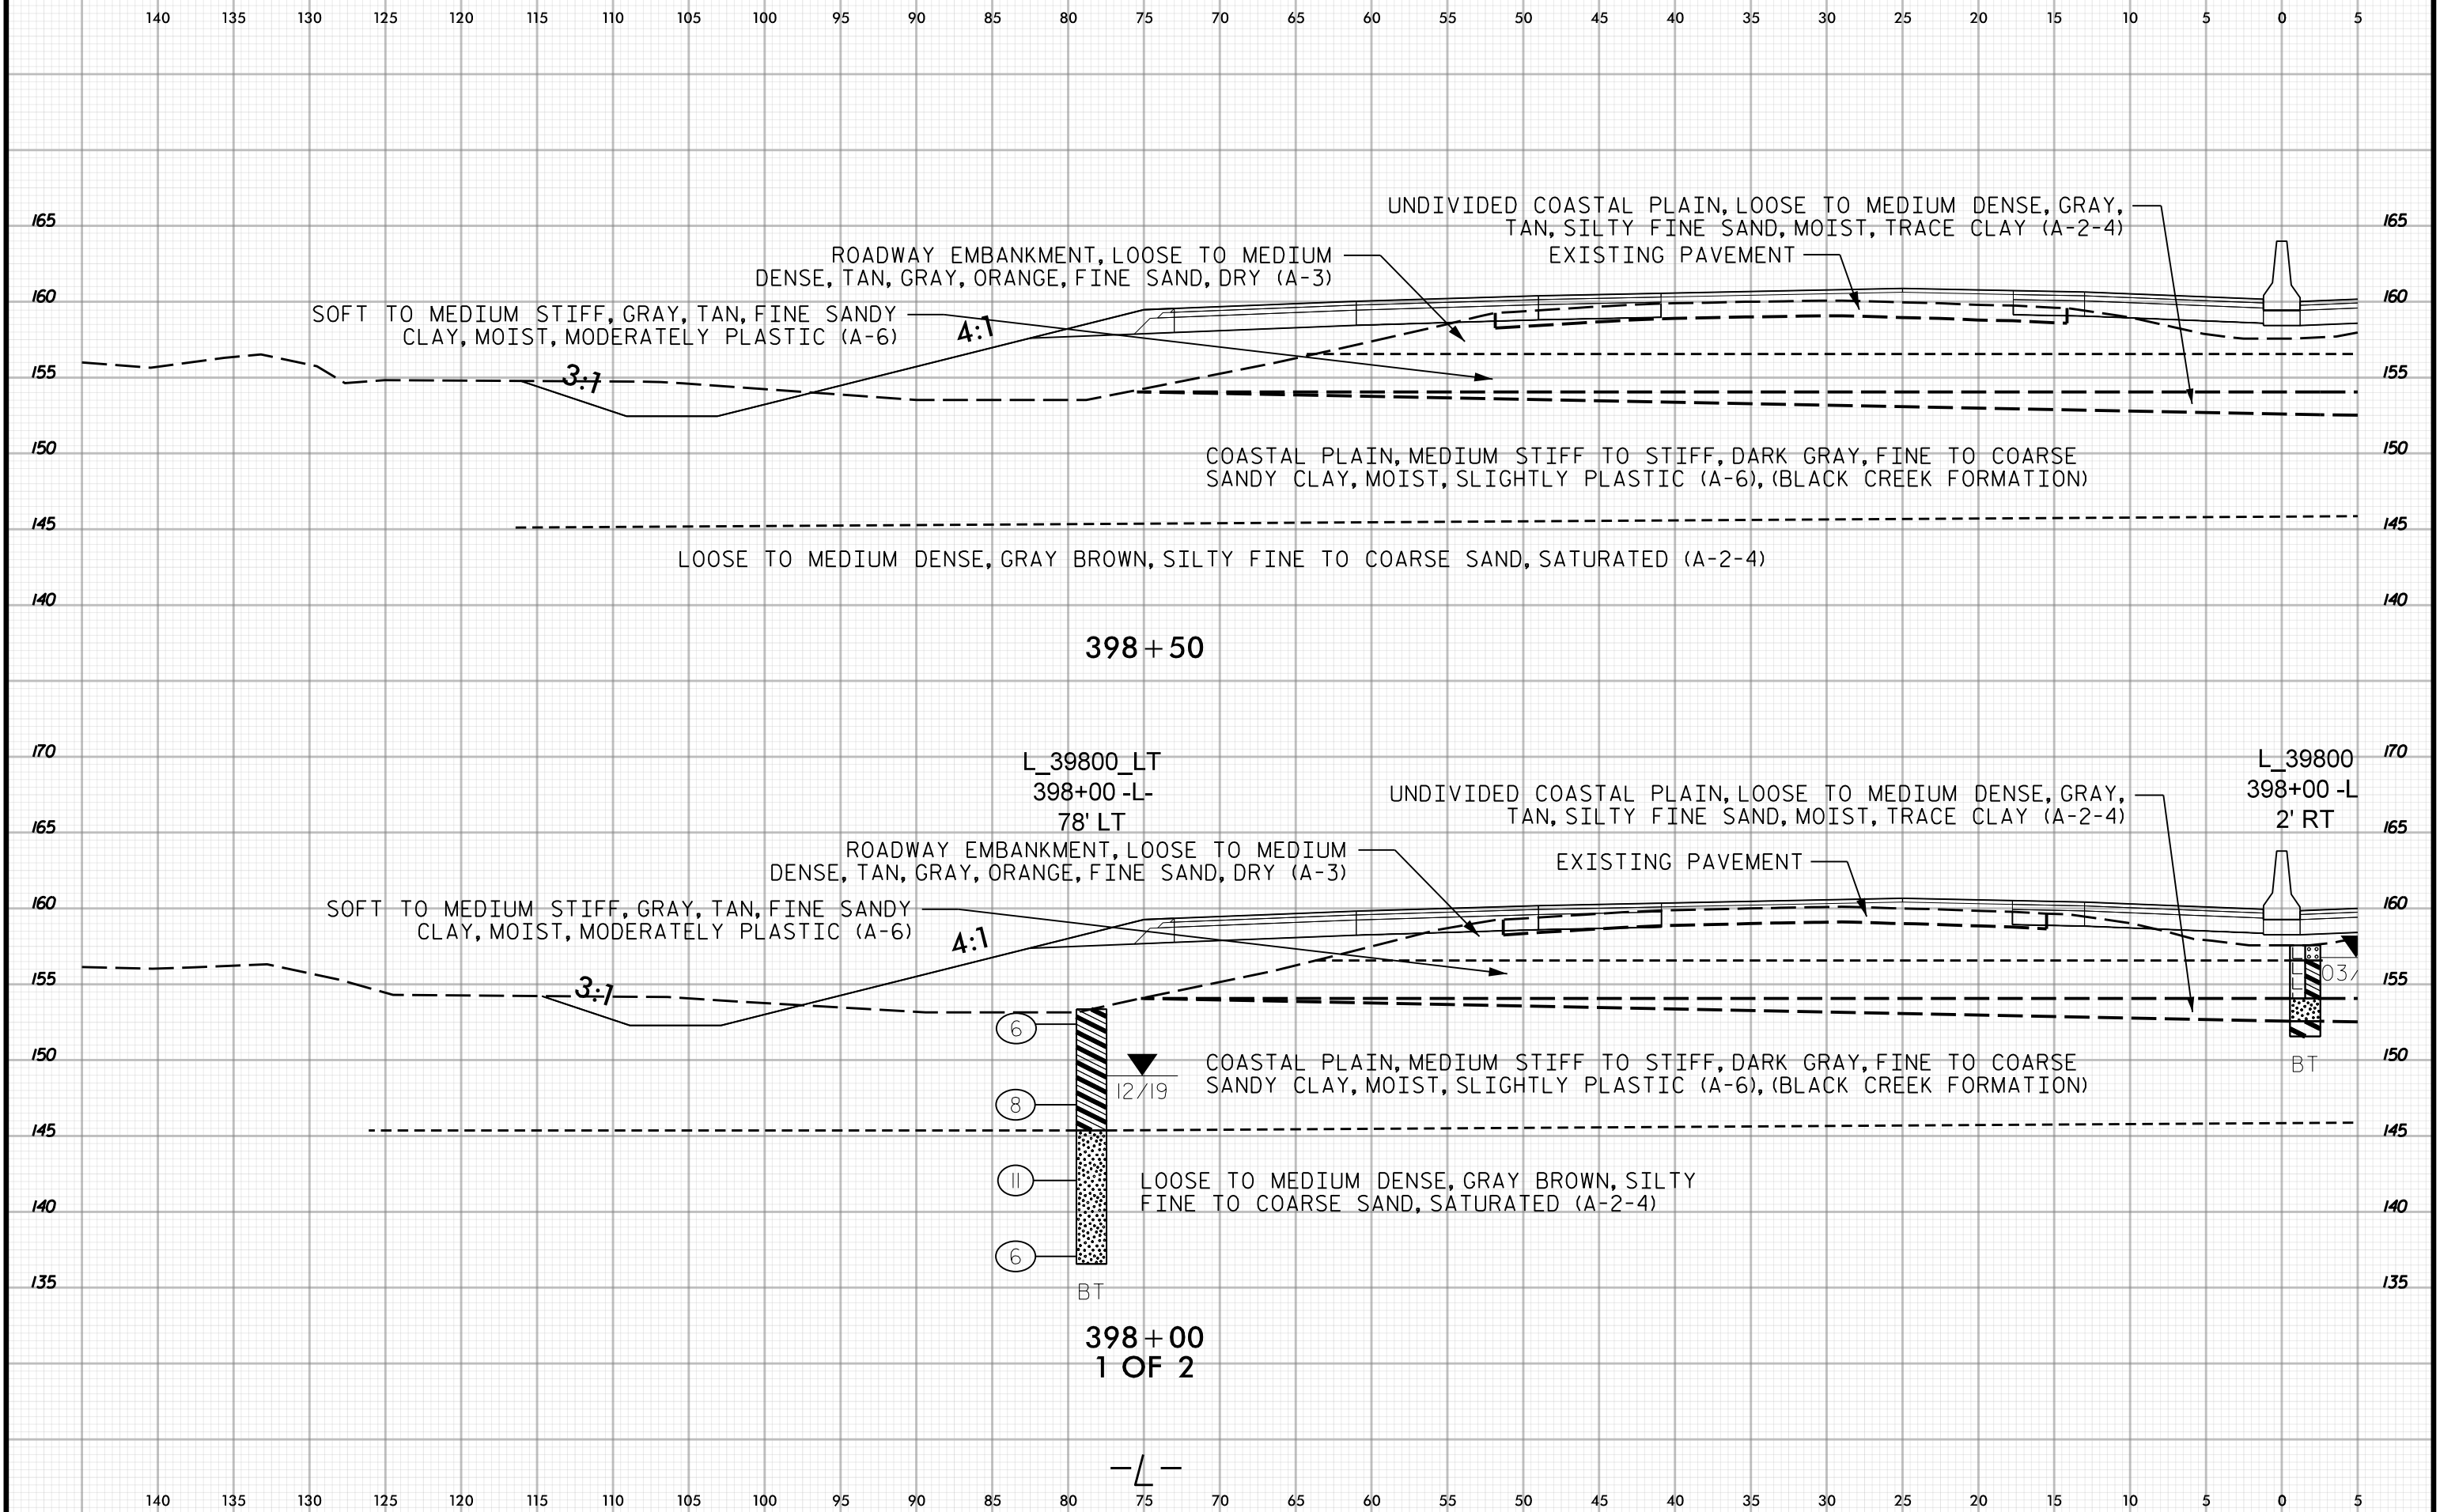 140 135 130 125 120 115 110 105 100 95 90 85 80 75 70 65 60 55 50 45 40 35 30 25 20 15 10 5 0 5
UNDIVIDED COASTAL PLAIN, LOOSE TO MEDIUM DENSE, GRAY,
TAN, SILTY FINE SAND, MOIST, TRACE CLAY (A-2-4)
165 165
ROADWAY EMBANKMENT, LOOSE TO MEDIUM
DENSE, TAN, GRAY, ORANGE, FINE SAND, DRY (A-3)
EXISTING PAVEMENT
160 160
SOFT TO MEDIUM STIFF, GRAY, TAN, FINE SANDY
CLAY, MOIST, MODERATELY PLASTIC (A-6)
4:1
3:1
155 155
150 150
COASTAL PLAIN, MEDIUM STIFF TO STIFF, DARK GRAY, FINE TO COARSE
SANDY CLAY, MOIST, SLIGHTLY PLASTIC (A-6), (BLACK CREEK FORMATION)
145 145
LOOSE TO MEDIUM DENSE, GRAY BROWN, SILTY FINE TO COARSE SAND, SATURATED (A-2-4)
140 140
398+50
170 170
L_39800_LT
398+00 -L-
78' LT
L_39800
398+00 -L
2' RT
UNDIVIDED COASTAL PLAIN, LOOSE TO MEDIUM DENSE, GRAY,
TAN, SILTY FINE SAND, MOIST, TRACE CLAY (A-2-4)
165 165
ROADWAY EMBANKMENT, LOOSE TO MEDIUM
DENSE, TAN, GRAY, ORANGE, FINE SAND, DRY (A-3)
EXISTING PAVEMENT
160 160
SOFT TO MEDIUM STIFF, GRAY, TAN, FINE SANDY
CLAY, MOIST, MODERATELY PLASTIC (A-6)
4:1
3:1
155 155
03/
6
150 150
12/19
COASTAL PLAIN, MEDIUM STIFF TO STIFF, DARK GRAY, FINE TO COARSE
SANDY CLAY, MOIST, SLIGHTLY PLASTIC (A-6), (BLACK CREEK FORMATION)
BT
8
145 145
11
LOOSE TO MEDIUM DENSE, GRAY BROWN, SILTY
FINE TO COARSE SAND, SATURATED (A-2-4)
140 140
6
135 135
BT
398+00
1 OF 2
-L-
140 135 130 125 120 115 110 105 100 95 90 85 80 75 70 65 60 55 50 45 40 35 30 25 20 15 10 5 0 5